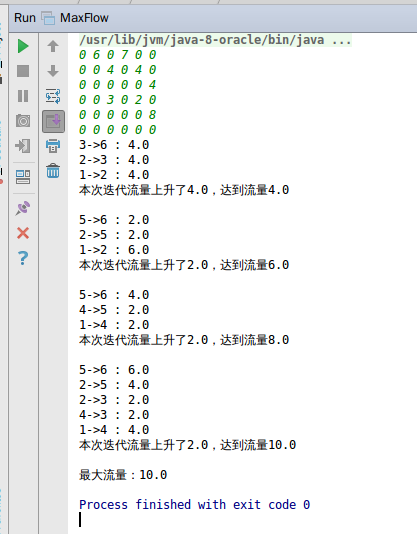 Run MaxFlow
/usr/lib/jvm/java-8-oracle/bin/java ...
0 6 0 7 0 0
0 0 4 0 4 0
0 0 0 0 0 4
0 0 3 0 2 0
0 0 0 0 0 8
0 0 0 0 0 0
3->6 : 4.0
2->3 : 4.0
1->2 : 4.0
本次迭代流量上升了4.0，达到流量4.0
5->6 : 2.0
2->5 : 2.0
1->2 : 6.0
本次迭代流量上升了2.0，达到流量6.0
5->6 : 4.0
4->5 : 2.0
1->4 : 2.0
本次迭代流量上升了2.0，达到流量8.0
5->6 : 6.0
2->5 : 4.0
2->3 : 2.0
4->3 : 2.0
1->4 : 4.0
本次迭代流量上升了2.0，达到流量10.0
最大流量：10.0
Process finished with exit code 0